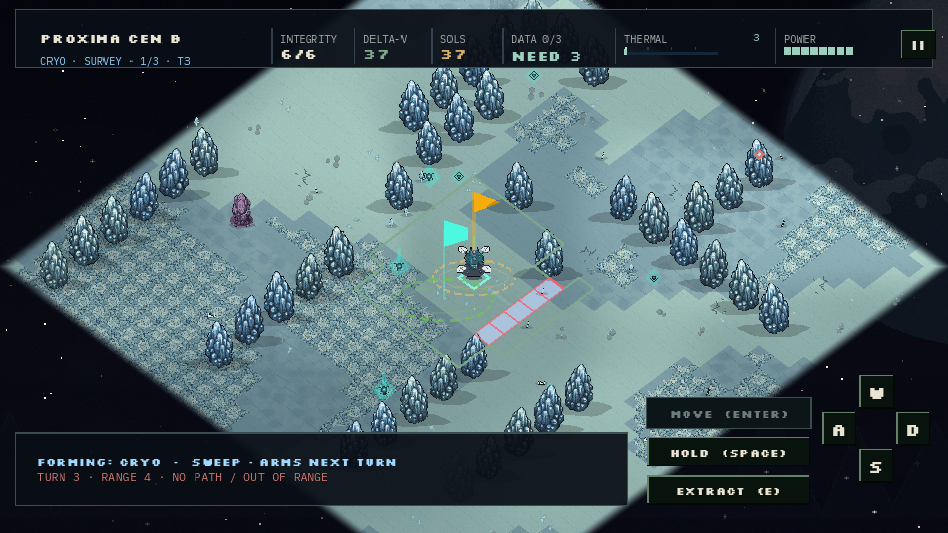 PROXIMA CEN B
CRYO · SURVEY · 1/3 · T3
INTEGRITY
6/6
DELTA-V
37
SOLS
37
DATA 0/3
NEED 3
THERMAL
3
POWER
MOVE (ENTER)
HOLD (SPACE)
EXTRACT (E)
W
A
D
S
FORMING: CRYO · SWEEP · ARMS NEXT TURN
TURN 3 · RANGE 4 · NO PATH / OUT OF RANGE